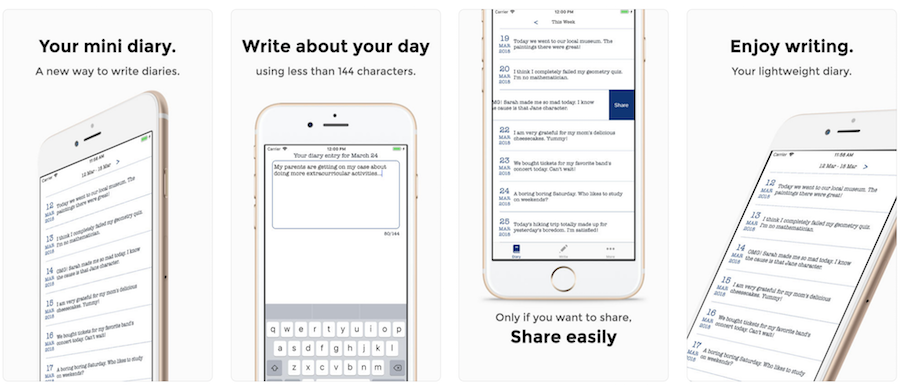 Your mini diary.
A new way to write diaries.
11:56 AM
12 Mar - 18 Mar >
12
MAR
2018
Today we went to our local museum. The
paintings there were great!
13
MAR
2018
I think I completely failed my geometry quiz.
I'm no mathematician.
14
MAR
2018
OMG! Sarah made me so mad today. I know
the cause is that Jane character.
15
MAR
2018
I am very grateful for my mom's delicious
cheesecakes. Yummy!
16
MAR
2018
We bought tickets for my favorite band's
concert today. Can't wait!
17
MAR
2018
A boring boring Saturday. Who likes to study
on weekends?
Write about your day
using less than 144 characters.
Carrier 12:00 PM
Your diary entry for March 24
My parents are getting on my case about
doing more extracurricular activities...
80/144
q w e r t y u i o p
a s d f g h j k l
z x c v b n m
Carrier
< This Week
19
MAR
2018
Today we went to our local museum. The
paintings there were great!
20
MAR
2018
I think I completely failed my geometry quiz.
I'm no mathematician.
OMG! Sarah made me so mad today. I know
the cause is that Jane character.
Share
22
MAR
2018
I am very grateful for my mom's delicious
cheesecakes. Yummy!
23
MAR
2018
We bought tickets for my favorite band's
concert today. Can't wait!
24
MAR
2018
A boring boring Saturday. Who likes to study
on weekends?
25
MAR
2018
Today's hiking trip totally made up for
yesterday's boredom. I'm satisfied!
Diary Write More
Only if you want to share,
Share easily
Enjoy writing.
Your lightweight diary.
Carrier 11:56 AM
12 Mar - 18 Mar >
12
MAR
2018
Today we went to our local museum. The
paintings there were great!
13
MAR
2018
I think I completely failed my geometry quiz.
I'm no mathematician.
14
MAR
2018
OMG! Sarah made me so mad today. I know
the cause is that Jane character.
15
MAR
2018
I am very grateful for my mom's delicious
cheesecakes. Yummy!
16
MAR
2018
We bought tickets for my favorite band's
concert today. Can't wait!
17
MAR
2018
A boring boring Saturday. Who likes to study
on weekends?